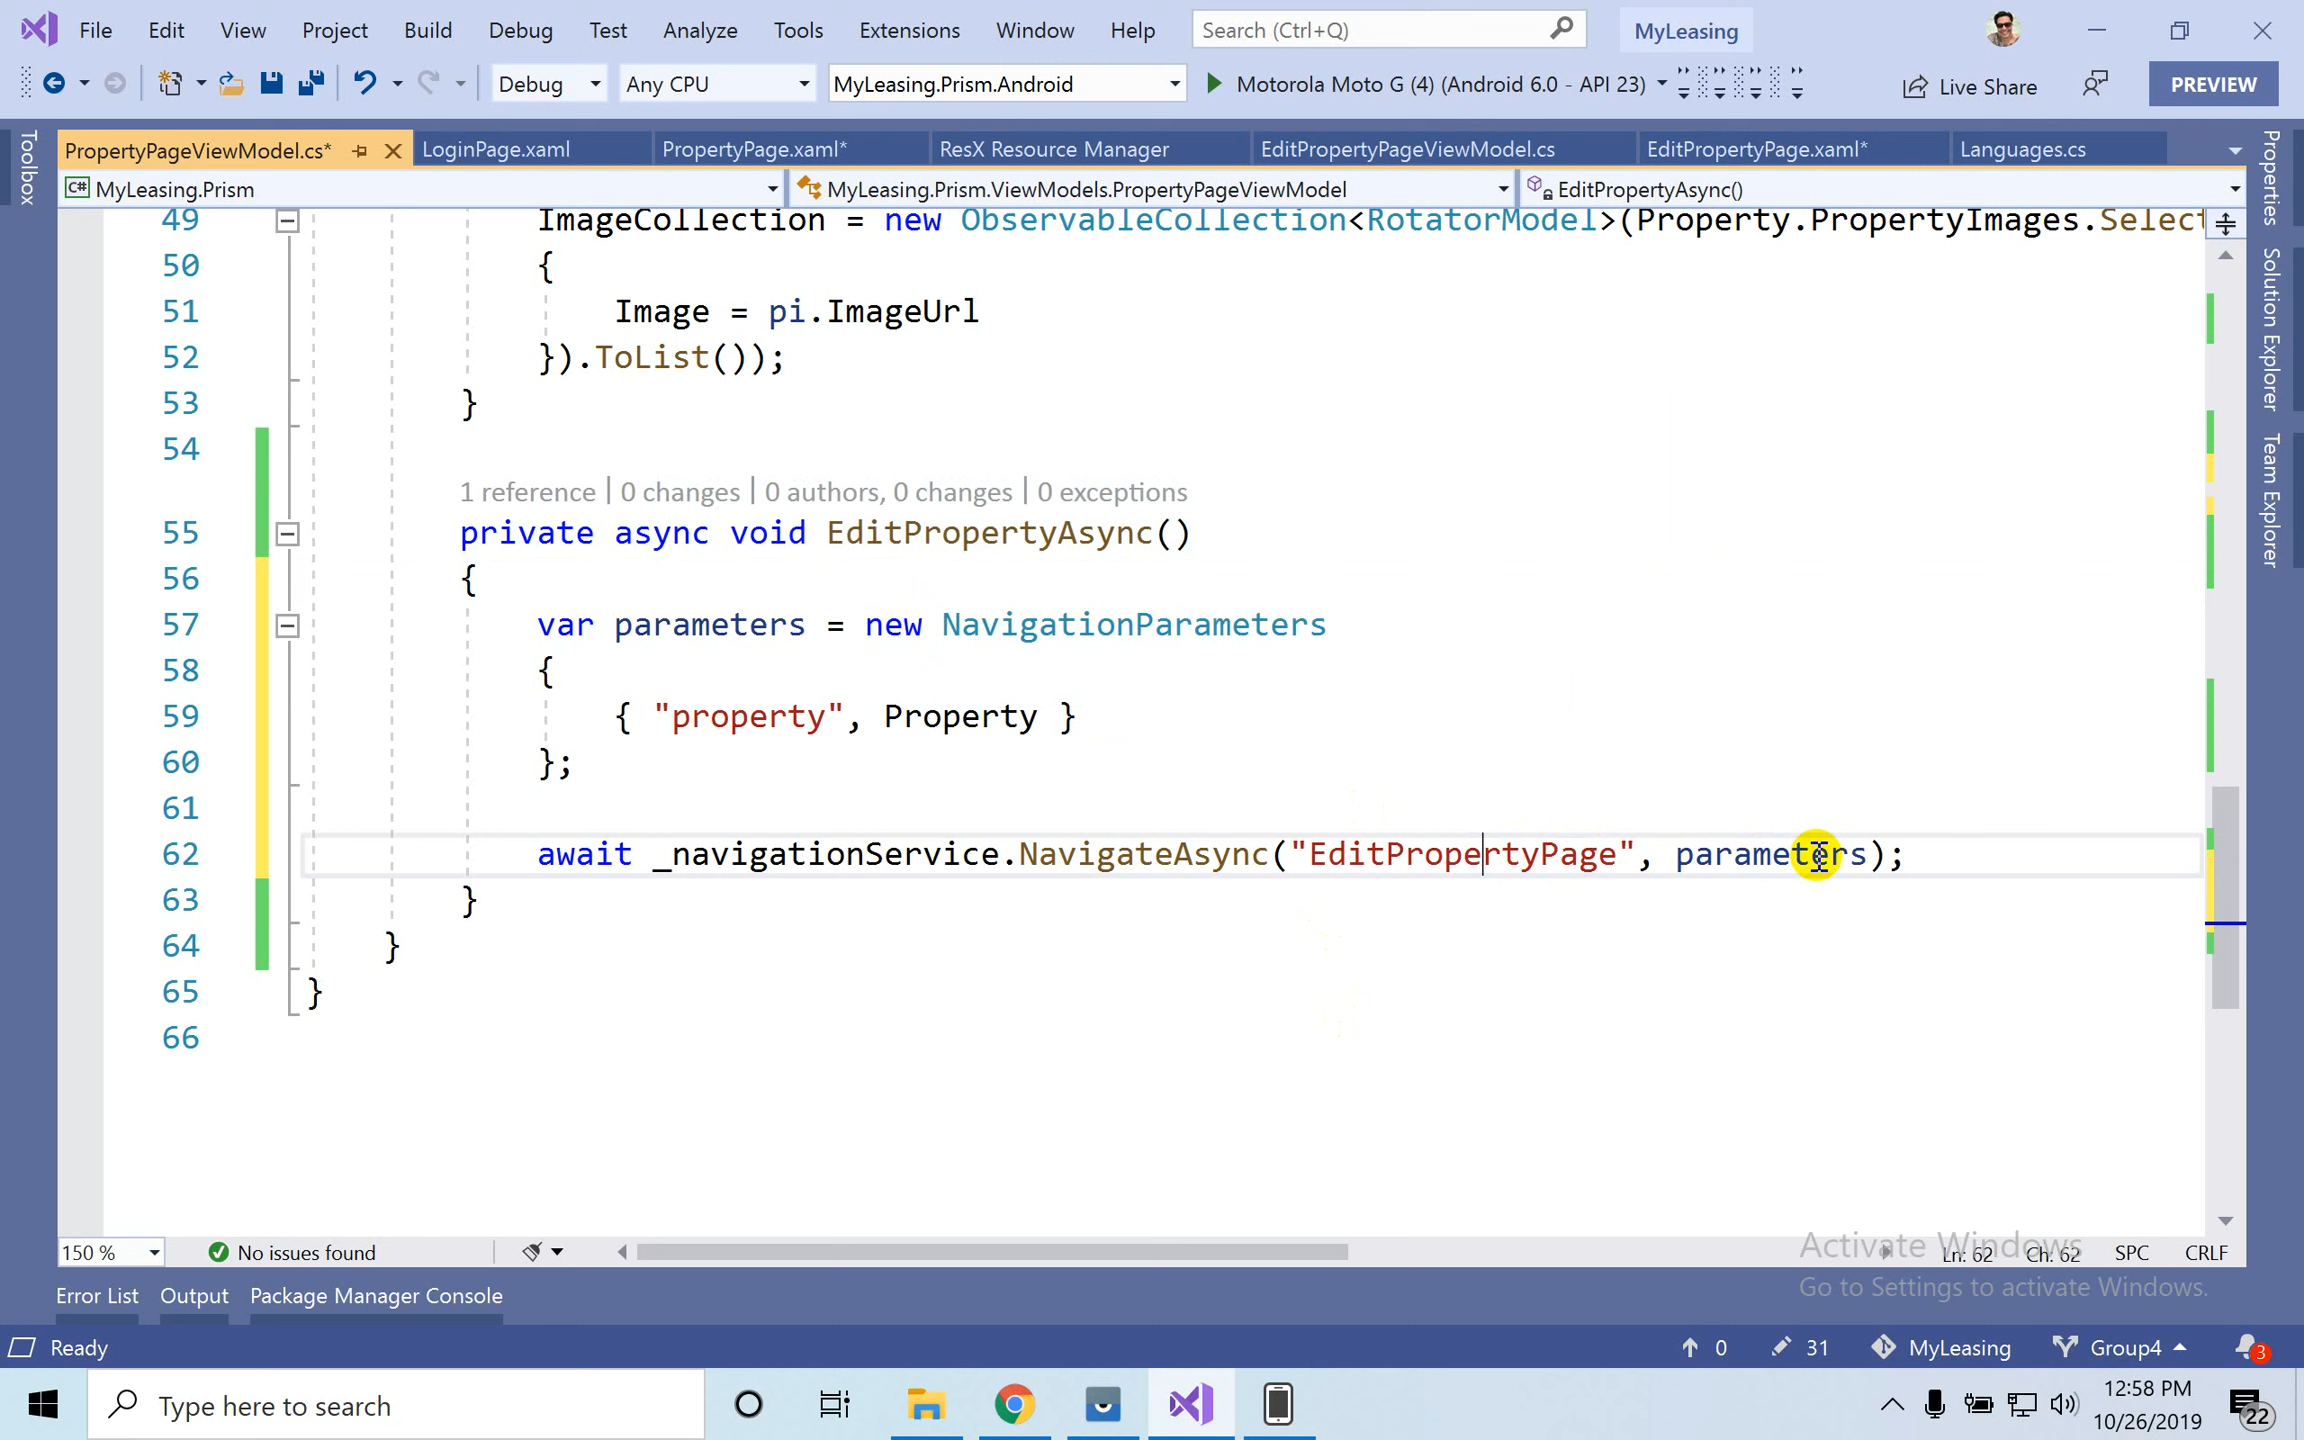 File Edit View Project Build Debug Test Analyze Tools Extensions Window Help Search (Ctrl+Q) MyLeasing
Debug Any CPU MyLeasing.Prism.Android Motorola Moto G (4) (Android 6.0 - API 23) Live Share PREVIEW
PropertyPageViewModel.cs* LoginPage.xaml PropertyPage.xaml* ResX Resource Manager EditPropertyPageViewModel.cs EditPropertyPage.xaml* Languages.cs
C# MyLeasing.Prism MyLeasing.Prism.ViewModels.PropertyPageViewModel EditPropertyAsync()
Toolbox
Properties
Solution Explorer
Team Explorer
49 ImageCollection = new ObservableCollection<RotatorModel>(Property.PropertyImages.Select
50 {
51 Image = pi.ImageUrl
52 }).ToList());
53 }
54
1 reference | 0 changes | 0 authors, 0 changes | 0 exceptions
55 private async void EditPropertyAsync()
56 {
57 var parameters = new NavigationParameters
58 {
59 { "property", Property }
60 };
61
62 await _navigationService.NavigateAsync("EditPropertyPage", parameters);
63 }
64 }
65 }
66
150 % No issues found Ln: 62 Ch: 62 SPC CRLF
Activate Windows
Go to Settings to activate Windows.
Error List Output Package Manager Console
Ready 0 31 MyLeasing Group4 3
Type here to search 12:58 PM
10/26/2019 22